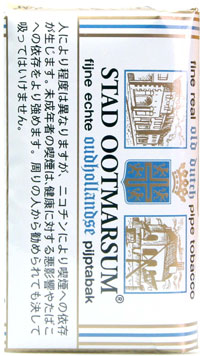 fine real old dutch pipe tobacco
STAD OOTMARSUM®
fijne echte oudhollandse pijptabak
人により程度は異なりますが、ニコチンにより喫煙への依存
が生じます。未成年者の喫煙は、健康に対する悪影響やたばこ
への依存をより強めます。周りの人から勧められても決して
吸ってはいけません。